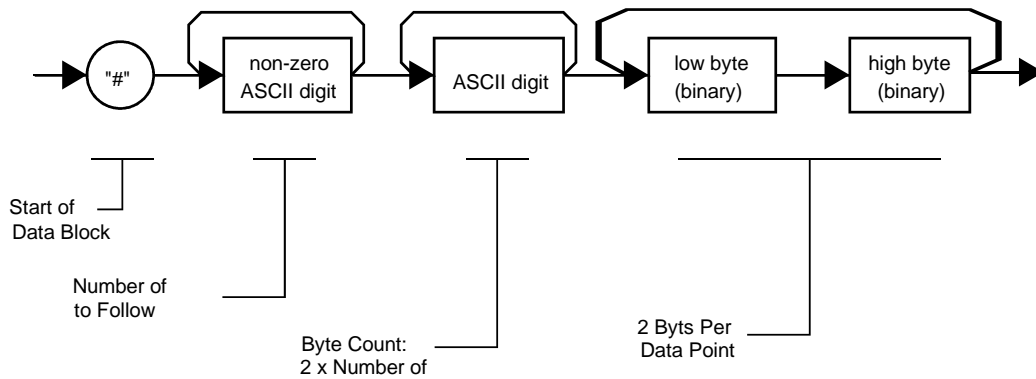 "#"
non-zero
ASCII digit
ASCII digit
low byte
(binary)
high byte
(binary)
Start of
Data Block
Number of
to Follow
Byte Count:
2 x Number of
2 Byts Per
Data Point